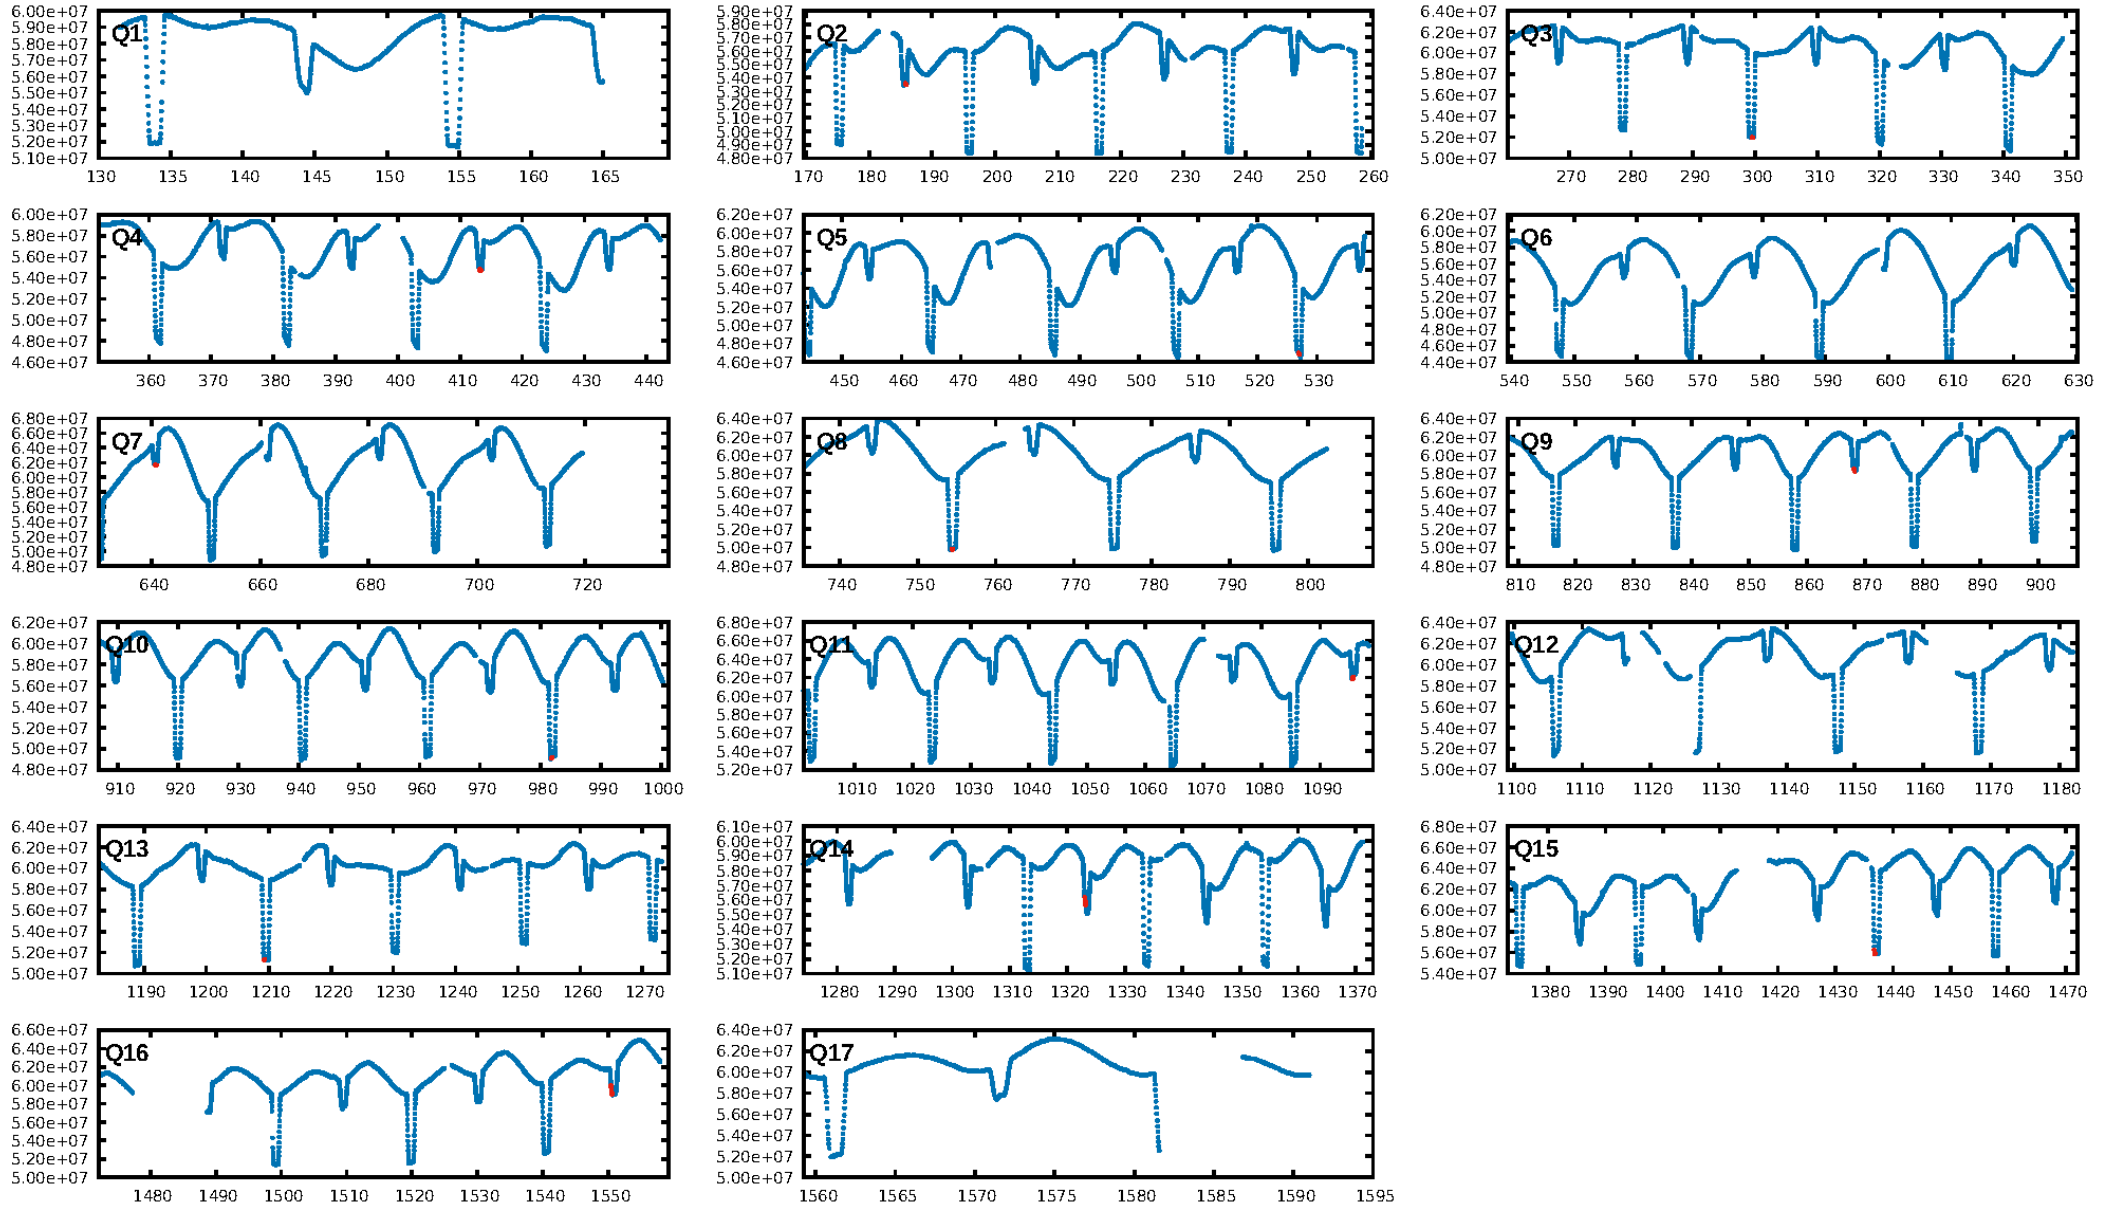 Q1
6.00e+07
5.90e+07
5.80e+07
5.70e+07
5.60e+07
5.50e+07
5.40e+07
5.30e+07
5.20e+07
5.10e+07
130 135 140 145 150 155 160 165
Q2
5.90e+07
5.80e+07
5.70e+07
5.60e+07
5.50e+07
5.40e+07
5.30e+07
5.20e+07
5.10e+07
5.00e+07
4.90e+07
4.80e+07
170 180 190 200 210 220 230 240 250 260
Q3
6.40e+07
6.20e+07
6.00e+07
5.80e+07
5.60e+07
5.40e+07
5.20e+07
5.00e+07
270 280 290 300 310 320 330 340 350
Q4
6.00e+07
5.80e+07
5.60e+07
5.40e+07
5.20e+07
5.00e+07
4.80e+07
4.60e+07
360 370 380 390 400 410 420 430 440
Q5
6.20e+07
6.00e+07
5.80e+07
5.60e+07
5.40e+07
5.20e+07
5.00e+07
4.80e+07
4.60e+07
450 460 470 480 490 500 510 520 530
Q6
6.20e+07
6.00e+07
5.80e+07
5.60e+07
5.40e+07
5.20e+07
5.00e+07
4.80e+07
4.60e+07
4.40e+07
540 550 560 570 580 590 600 610 620 630
Q7
6.80e+07
6.60e+07
6.40e+07
6.20e+07
6.00e+07
5.80e+07
5.60e+07
5.40e+07
5.20e+07
5.00e+07
4.80e+07
640 660 680 700 720
Q8
6.40e+07
6.20e+07
6.00e+07
5.80e+07
5.60e+07
5.40e+07
5.20e+07
5.00e+07
4.80e+07
740 750 760 770 780 790 800
Q9
6.40e+07
6.20e+07
6.00e+07
5.80e+07
5.60e+07
5.40e+07
5.20e+07
5.00e+07
4.80e+07
810 820 830 840 850 860 870 880 890 900
Q10
6.20e+07
6.00e+07
5.80e+07
5.60e+07
5.40e+07
5.20e+07
5.00e+07
4.80e+07
910 920 930 940 950 960 970 980 990 1000
Q11
6.80e+07
6.60e+07
6.40e+07
6.20e+07
6.00e+07
5.80e+07
5.60e+07
5.40e+07
5.20e+07
1010 1020 1030 1040 1050 1060 1070 1080 1090
Q12
6.40e+07
6.20e+07
6.00e+07
5.80e+07
5.60e+07
5.40e+07
5.20e+07
5.00e+07
1100 1110 1120 1130 1140 1150 1160 1170 1180
Q13
6.40e+07
6.20e+07
6.00e+07
5.80e+07
5.60e+07
5.40e+07
5.20e+07
5.00e+07
1190 1200 1210 1220 1230 1240 1250 1260 1270
Q14
6.10e+07
6.00e+07
5.90e+07
5.80e+07
5.70e+07
5.60e+07
5.50e+07
5.40e+07
5.30e+07
5.20e+07
5.10e+07
1280 1290 1300 1310 1320 1330 1340 1350 1360 1370
Q15
6.80e+07
6.60e+07
6.40e+07
6.20e+07
6.00e+07
5.80e+07
5.60e+07
5.40e+07
1380 1390 1400 1410 1420 1430 1440 1450 1460 1470
Q16
6.60e+07
6.40e+07
6.20e+07
6.00e+07
5.80e+07
5.60e+07
5.40e+07
5.20e+07
5.00e+07
1480 1490 1500 1510 1520 1530 1540 1550
Q17
6.40e+07
6.20e+07
6.00e+07
5.80e+07
5.60e+07
5.40e+07
5.20e+07
5.00e+07
1560 1565 1570 1575 1580 1585 1590 1595